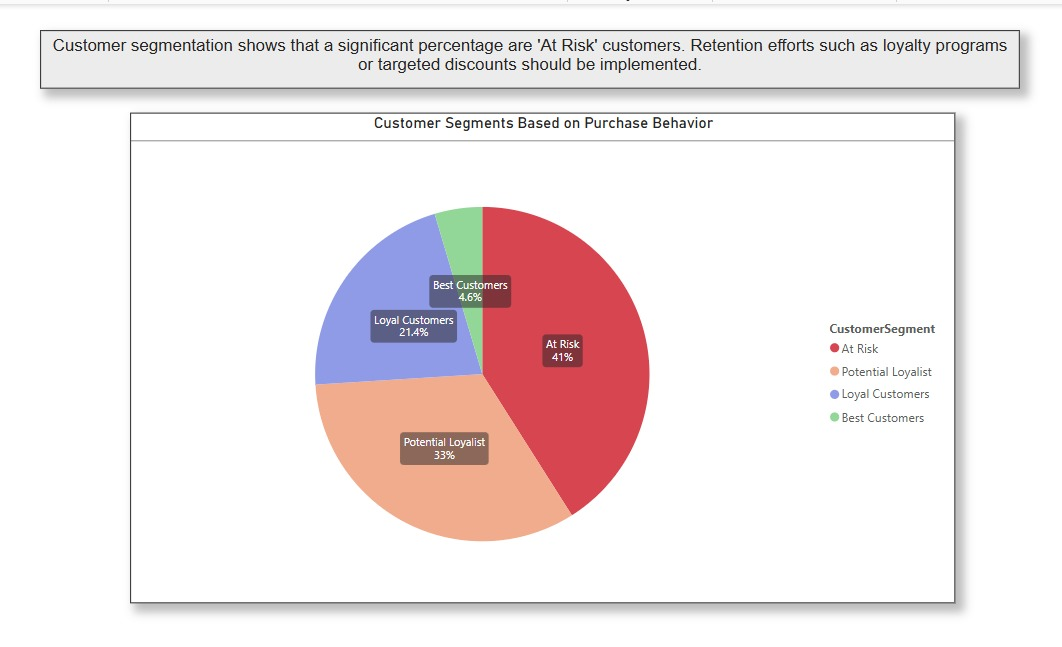 Customer segmentation shows that a significant percentage are 'At Risk' customers. Retention efforts such as loyalty programs
or targeted discounts should be implemented.
Customer Segments Based on Purchase Behavior
Best Customers
4.6%
Loyal Customers
21.4%
At Risk
41%
Potential Loyalist
33%
CustomerSegment
At Risk
Potential Loyalist
Loyal Customers
Best Customers